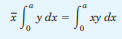 x̄ ∫₀ᵃ y dx = ∫₀ᵃ xy dx